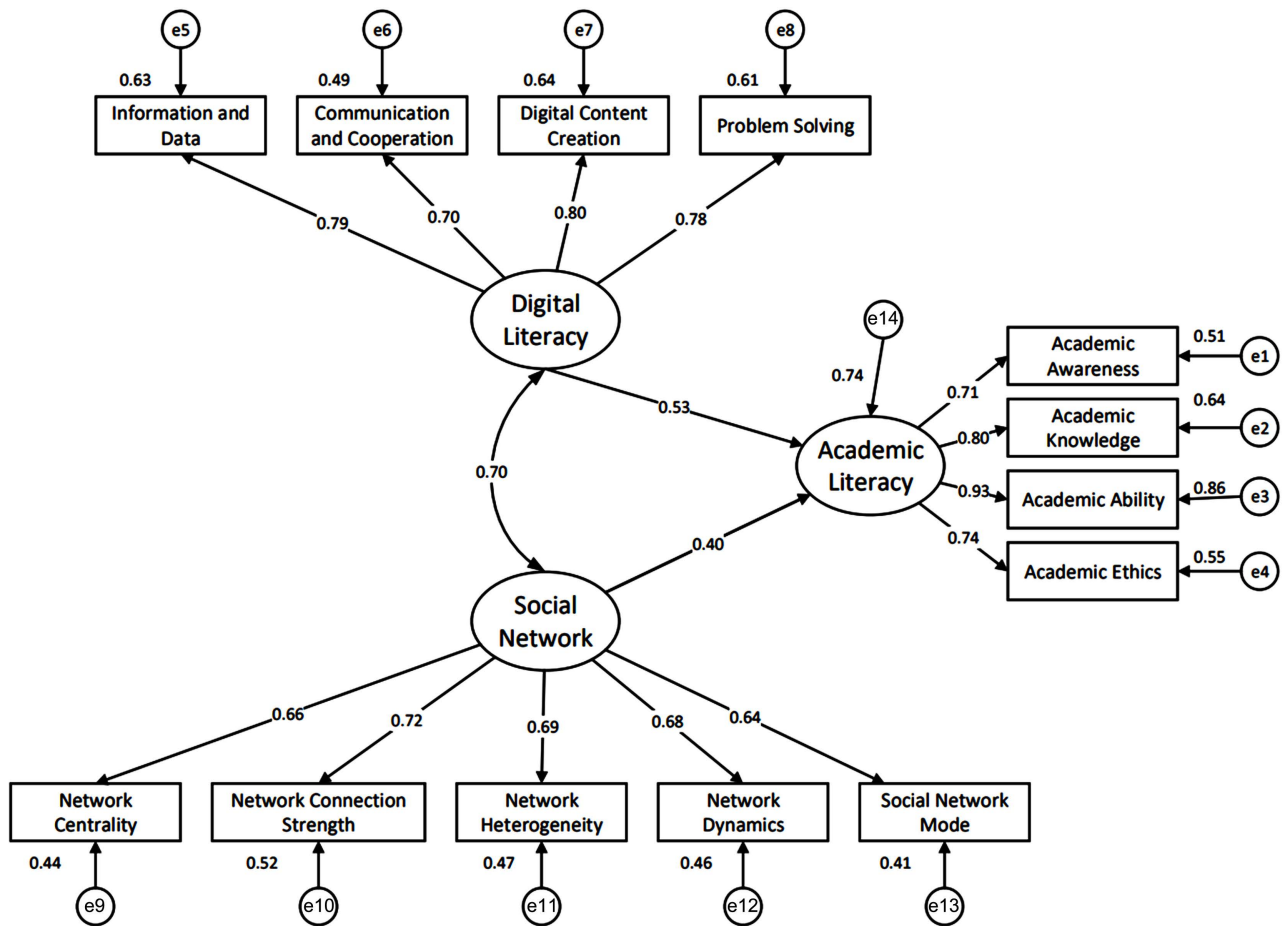 e5
e6
e7
e8
0.63
0.49
0.64
0.61
Information and
Data
Communication
and Cooperation
Digital Content
Creation
Problem Solving
0.79
0.70
0.80
0.78
Digital
Literacy
e14
0.74
0.53
0.70
Academic
Literacy
0.71
0.80
0.93
0.74
Academic
Awareness
0.51
e1
Academic
Knowledge
0.64
e2
Academic Ability
0.86
e3
Academic Ethics
0.55
e4
0.40
Social
Network
0.66
0.72
0.69
0.68
0.64
Network
Centrality
Network Connection
Strength
Network
Heterogeneity
Network
Dynamics
Social Network
Mode
0.44
0.52
0.47
0.46
0.41
e9
e10
e11
e12
e13